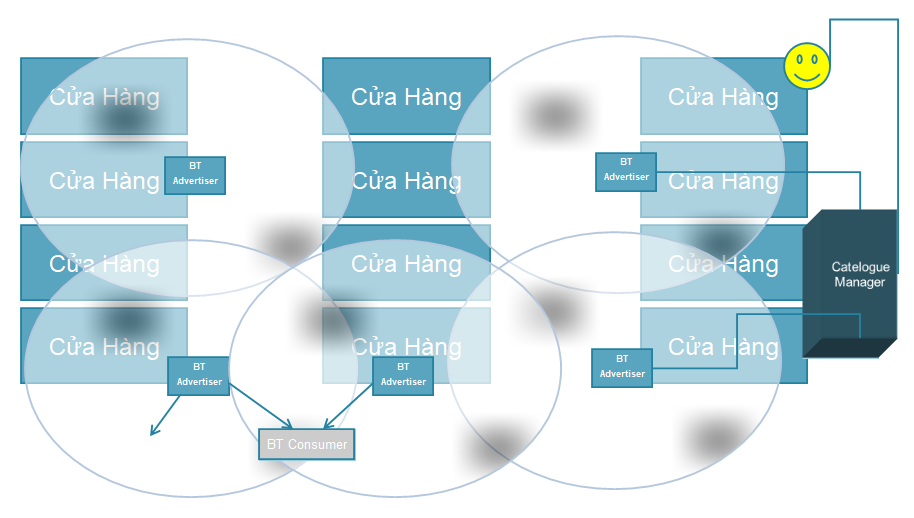 Cửa Hàng
Cửa Hàng
Cửa Hàng
Cửa Hàng
Cửa Hàng
Cửa Hàng
BT
Advertiser
BT
Advertiser
Cửa Hàng
Cửa Hàng
Cửa Hàng
Catelogue
Manager
Cửa Hàng
Cửa Hàng
Cửa Hàng
BT
Advertiser
BT
Advertiser
BT
Advertiser
BT Consumer